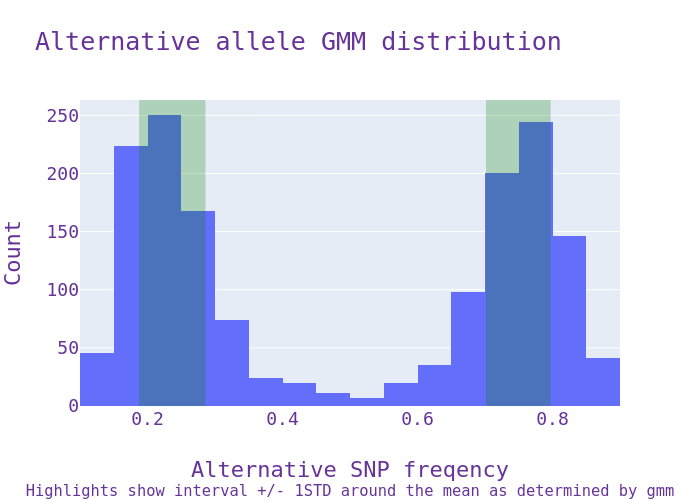 Alternative allele GMM distribution
250
200
150
100
50
0
Count
0.2 0.4 0.6 0.8
Alternative SNP freqency
Highlights show interval +/- 1STD around the mean as determined by gmm